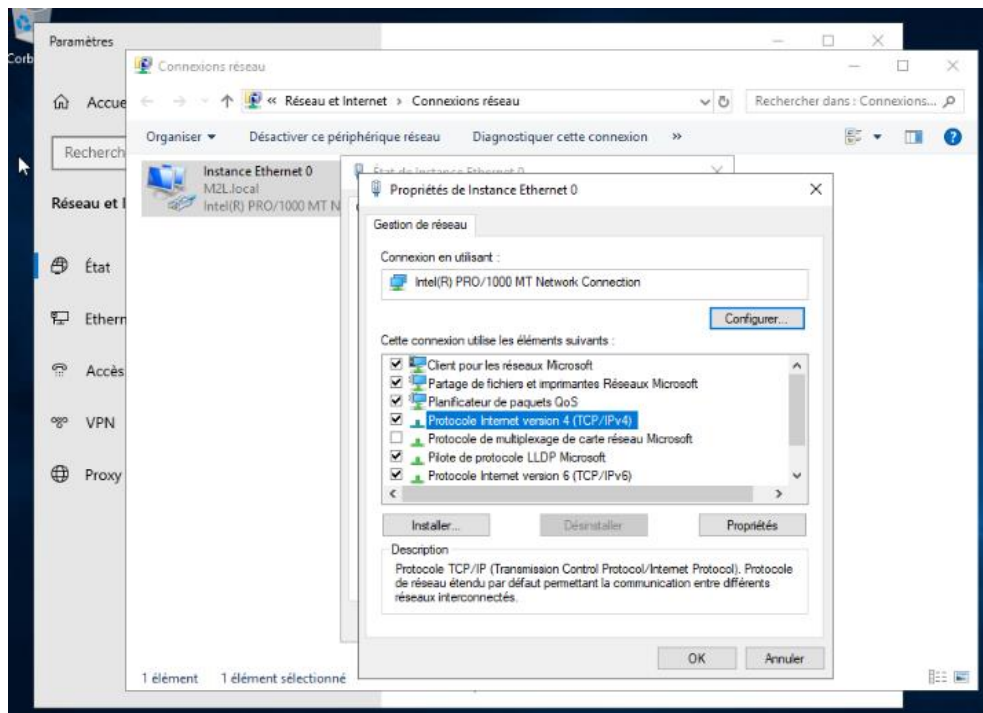 Corb
Paramètres
Accue
Recherch
Réseau et I
État
Ethern
Accès
VPN
Proxy
Connexions réseau
« Réseau et Internet › Connexions réseau
Rechercher dans : Connexions...
Organiser
Désactiver ce périphérique réseau
Diagnostiquer cette connexion
»
Instance Ethernet 0
M2L.local
Intel(R) PRO/1000 MT N
État de Instance Ethernet 0
Propriétés de Instance Ethernet 0
Gestion de réseau
Connexion en utilisant :
Intel(R) PRO/1000 MT Network Connection
Configurer...
Cette connexion utilise les éléments suivants :
Client pour les réseaux Microsoft
Partage de fichiers et imprimantes Réseaux Microsoft
Planificateur de paquets QoS
Protocole Internet version 4 (TCP/IPv4)
Protocole de multiplexage de carte réseau Microsoft
Pilote de protocole LLDP Microsoft
Protocole Internet version 6 (TCP/IPv6)
Installer...
Désinstaller
Propriétés
Description
Protocole TCP/IP (Transmission Control Protocol/Internet Protocol). Protocole
de réseau étendu par défaut permettant la communication entre différents
réseaux interconnectés.
OK
Annuler
1 élément
1 élément sélectionné